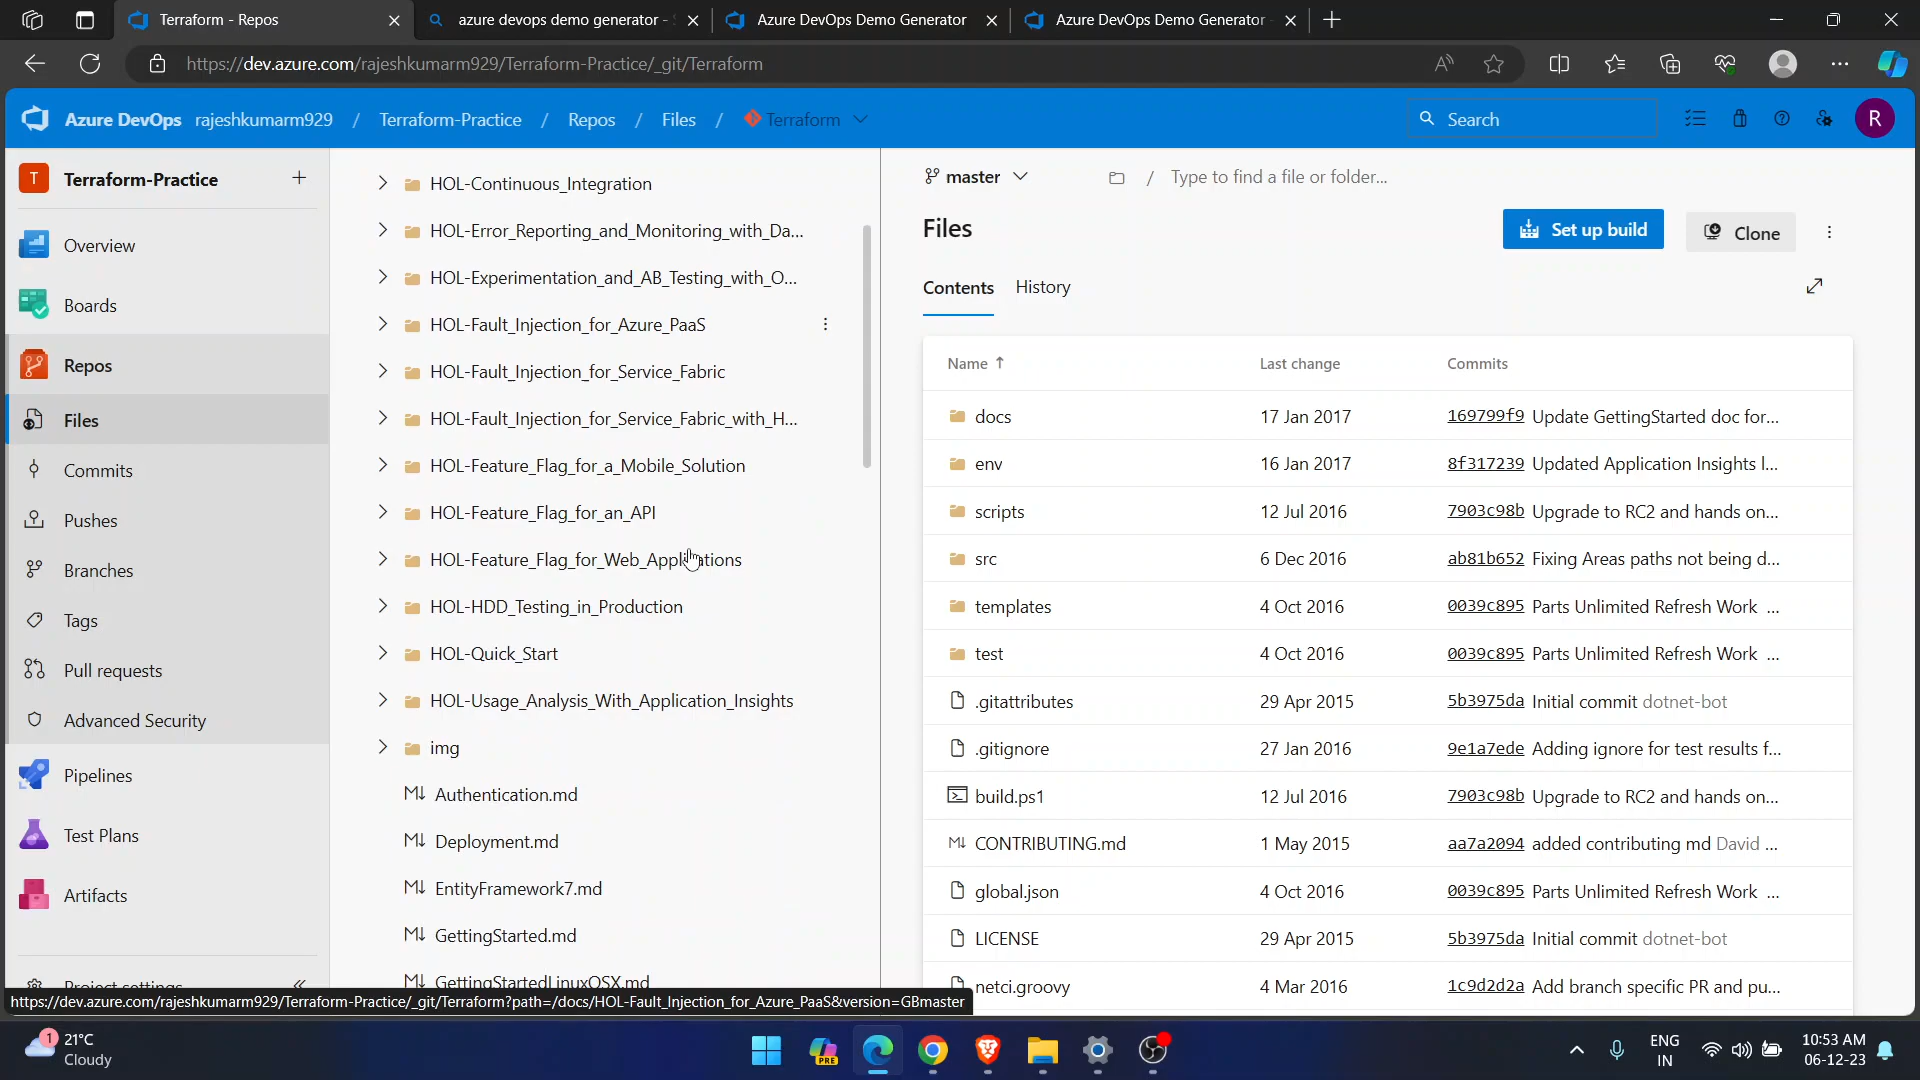 Terraform - Repos
azure devops demo generator -
Azure DevOps Demo Generator
Azure DevOps Demo Generator
https://dev.azure.com/rajeshkumarm929/Terraform-Practice/_git/Terraform
Azure DevOps rajeshkumarm929 / Terraform-Practice / Repos / Files / Terraform
Search
R
T Terraform-Practice
Overview
Boards
Repos
Files
Commits
Pushes
Branches
Tags
Pull requests
Advanced Security
Pipelines
Test Plans
Artifacts
Project settings
HOL-Continuous_Integration
HOL-Error_Reporting_and_Monitoring_with_Da...
HOL-Experimentation_and_AB_Testing_with_O...
HOL-Fault_Injection_for_Azure_PaaS
HOL-Fault_Injection_for_Service_Fabric
HOL-Fault_Injection_for_Service_Fabric_with_H...
HOL-Feature_Flag_for_a_Mobile_Solution
HOL-Feature_Flag_for_an_API
HOL-Feature_Flag_for_Web_Applications
HOL-HDD_Testing_in_Production
HOL-Quick_Start
HOL-Usage_Analysis_With_Application_Insights
img
M↓ Authentication.md
M↓ Deployment.md
M↓ EntityFramework7.md
M↓ GettingStarted.md
M↓ GettingStartedLinuxOSX.md
master
/ Type to find a file or folder...
Files
Set up build
Clone
Contents History
Name ↑ Last change Commits
docs 17 Jan 2017 169799f9 Update GettingStarted doc for...
env 16 Jan 2017 8f317239 Updated Application Insights I...
scripts 12 Jul 2016 7903c98b Upgrade to RC2 and hands on...
src 6 Dec 2016 ab81b652 Fixing Areas paths not being d...
templates 4 Oct 2016 0039c895 Parts Unlimited Refresh Work ...
test 4 Oct 2016 0039c895 Parts Unlimited Refresh Work ...
.gitattributes 29 Apr 2015 5b3975da Initial commit dotnet-bot
.gitignore 27 Jan 2016 9e1a7ede Adding ignore for test results f...
build.ps1 12 Jul 2016 7903c98b Upgrade to RC2 and hands on...
M↓ CONTRIBUTING.md 1 May 2015 aa7a2094 added contributing md David ...
global.json 4 Oct 2016 0039c895 Parts Unlimited Refresh Work ...
LICENSE 29 Apr 2015 5b3975da Initial commit dotnet-bot
netci.groovy 4 Mar 2016 1c9d2d2a Add branch specific PR and pu...
https://dev.azure.com/rajeshkumarm929/Terraform-Practice/_git/Terraform?path=/docs/HOL-Fault_Injection_for_Azure_PaaS&version=GBmaster
1
21°C
Cloudy
PRE
ENG
IN
10:53 AM
06-12-23